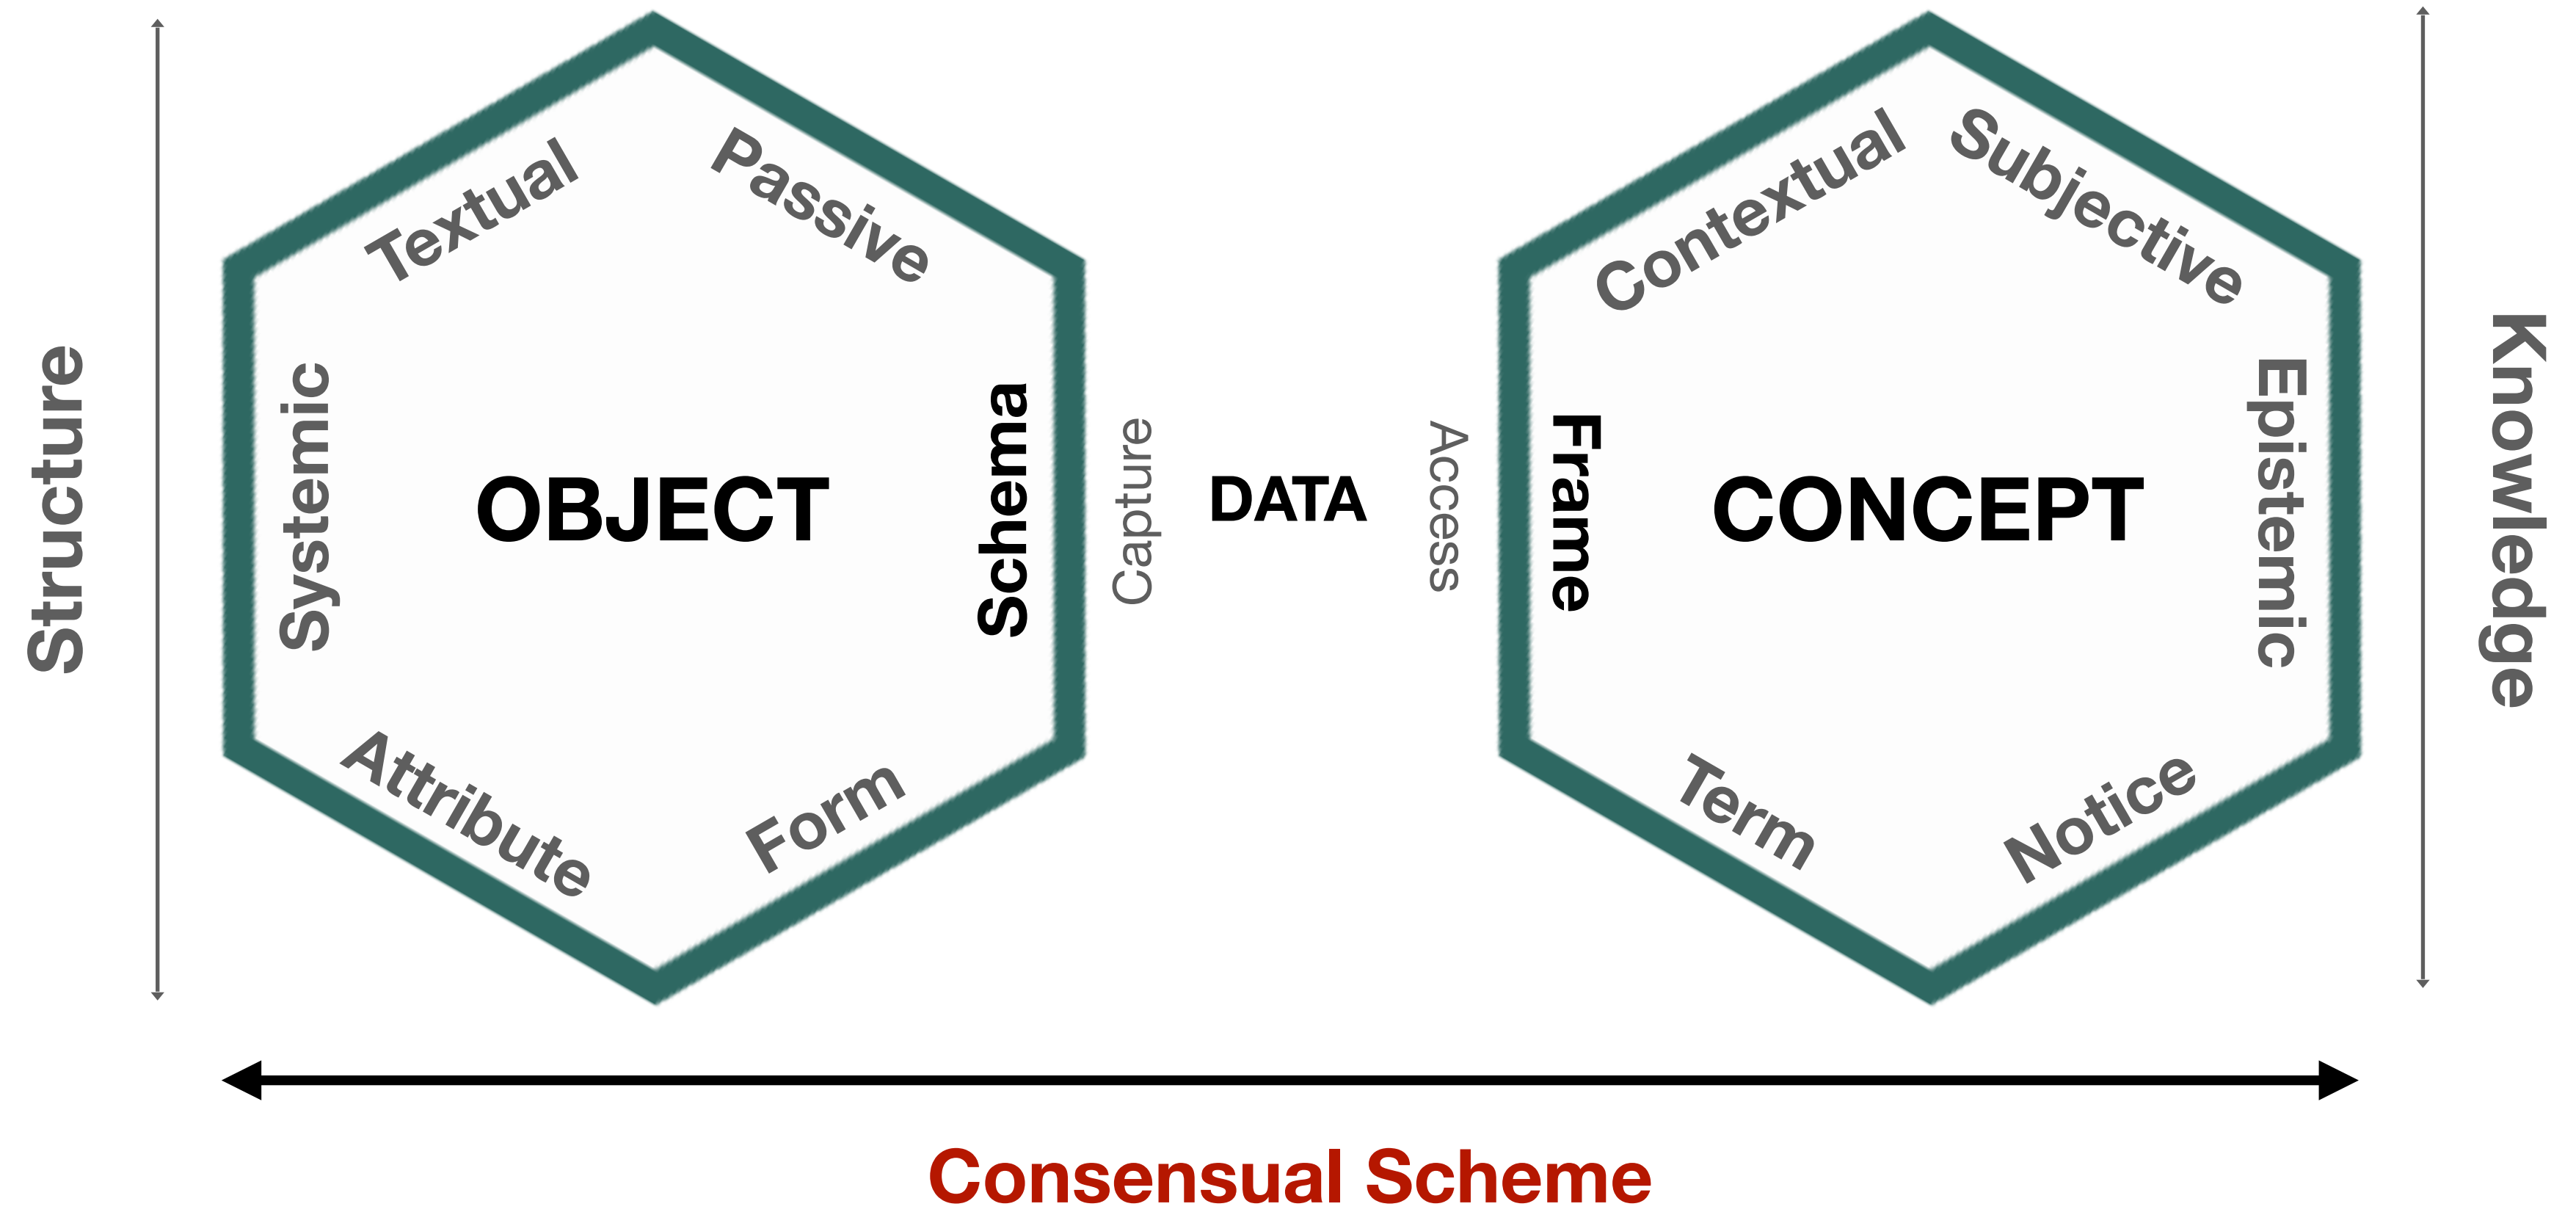 Structure
Textual
Passive
Systemic
OBJECT
Schema
Attribute
Form
Capture
DATA
Access
Contextual
Subjective
Frame
CONCEPT
Epistemic
Term
Notice
Knowledge
Consensual Scheme